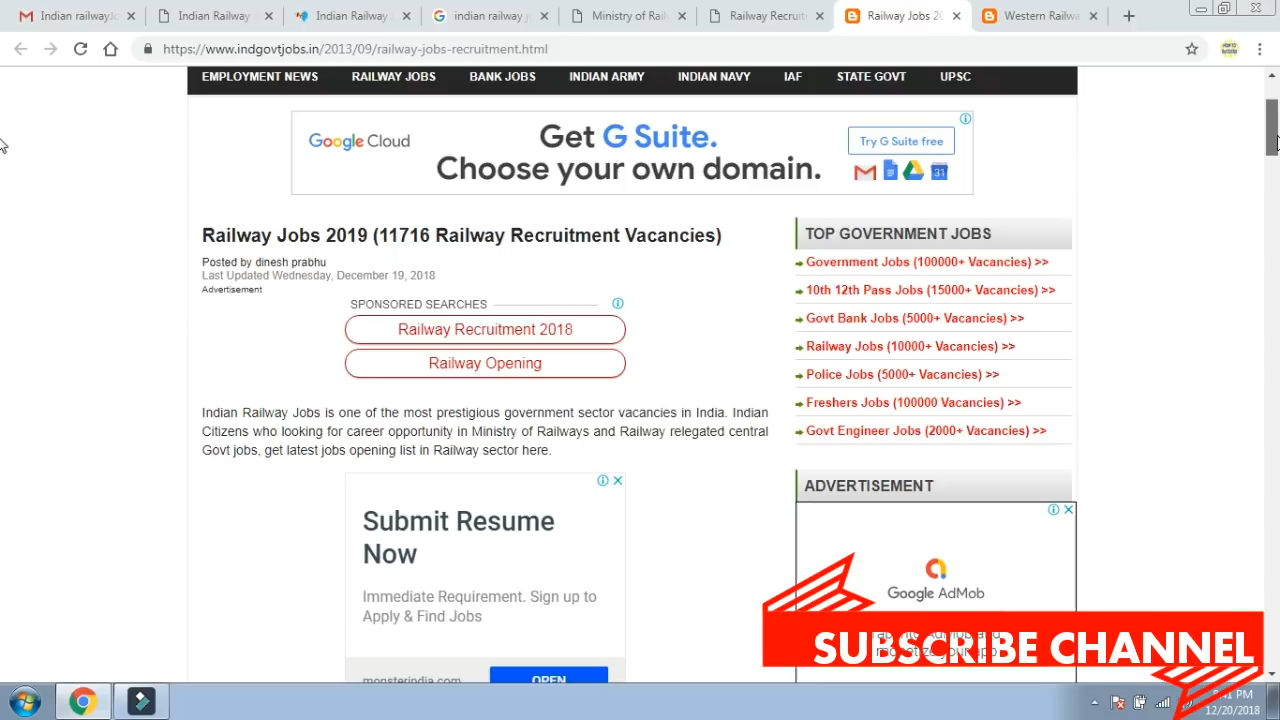 Indian railwayJ
Indian Railway
Indian Railway
indian railway j
Ministry of Rail
Railway Recruit
Railway Jobs 20
Western Railwa
https://www.indgovtjobs.in/2013/09/railway-jobs-recruitment.html
EMPLOYMENT NEWS RAILWAY JOBS BANK JOBS INDIAN ARMY INDIAN NAVY IAF STATE GOVT UPSC
Google Cloud
Get G Suite.
Choose your own domain.
Try G Suite free
31
Railway Jobs 2019 (11716 Railway Recruitment Vacancies)
Posted by dinesh prabhu
Last Updated Wednesday, December 19, 2018
Advertisement
SPONSORED SEARCHES
Railway Recruitment 2018
Railway Opening
Indian Railway Jobs is one of the most prestigious government sector vacancies in India. Indian
Citizens who looking for career opportunity in Ministry of Railways and Railway relegated central
Govt jobs, get latest jobs opening list in Railway sector here.
Submit Resume
Now
Immediate Requirement. Sign up to
Apply & Find Jobs
monsterindia.com
OPEN
TOP GOVERNMENT JOBS
Government Jobs (100000+ Vacancies) >>
10th 12th Pass Jobs (15000+ Vacancies) >>
Govt Bank Jobs (5000+ Vacancies) >>
Railway Jobs (10000+ Vacancies) >>
Police Jobs (5000+ Vacancies) >>
Freshers Jobs (100000 Vacancies) >>
Govt Engineer Jobs (2000+ Vacancies) >>
ADVERTISEMENT
Google AdMob
SUBSCRIBE CHANNEL
:41 PM
12/20/2018